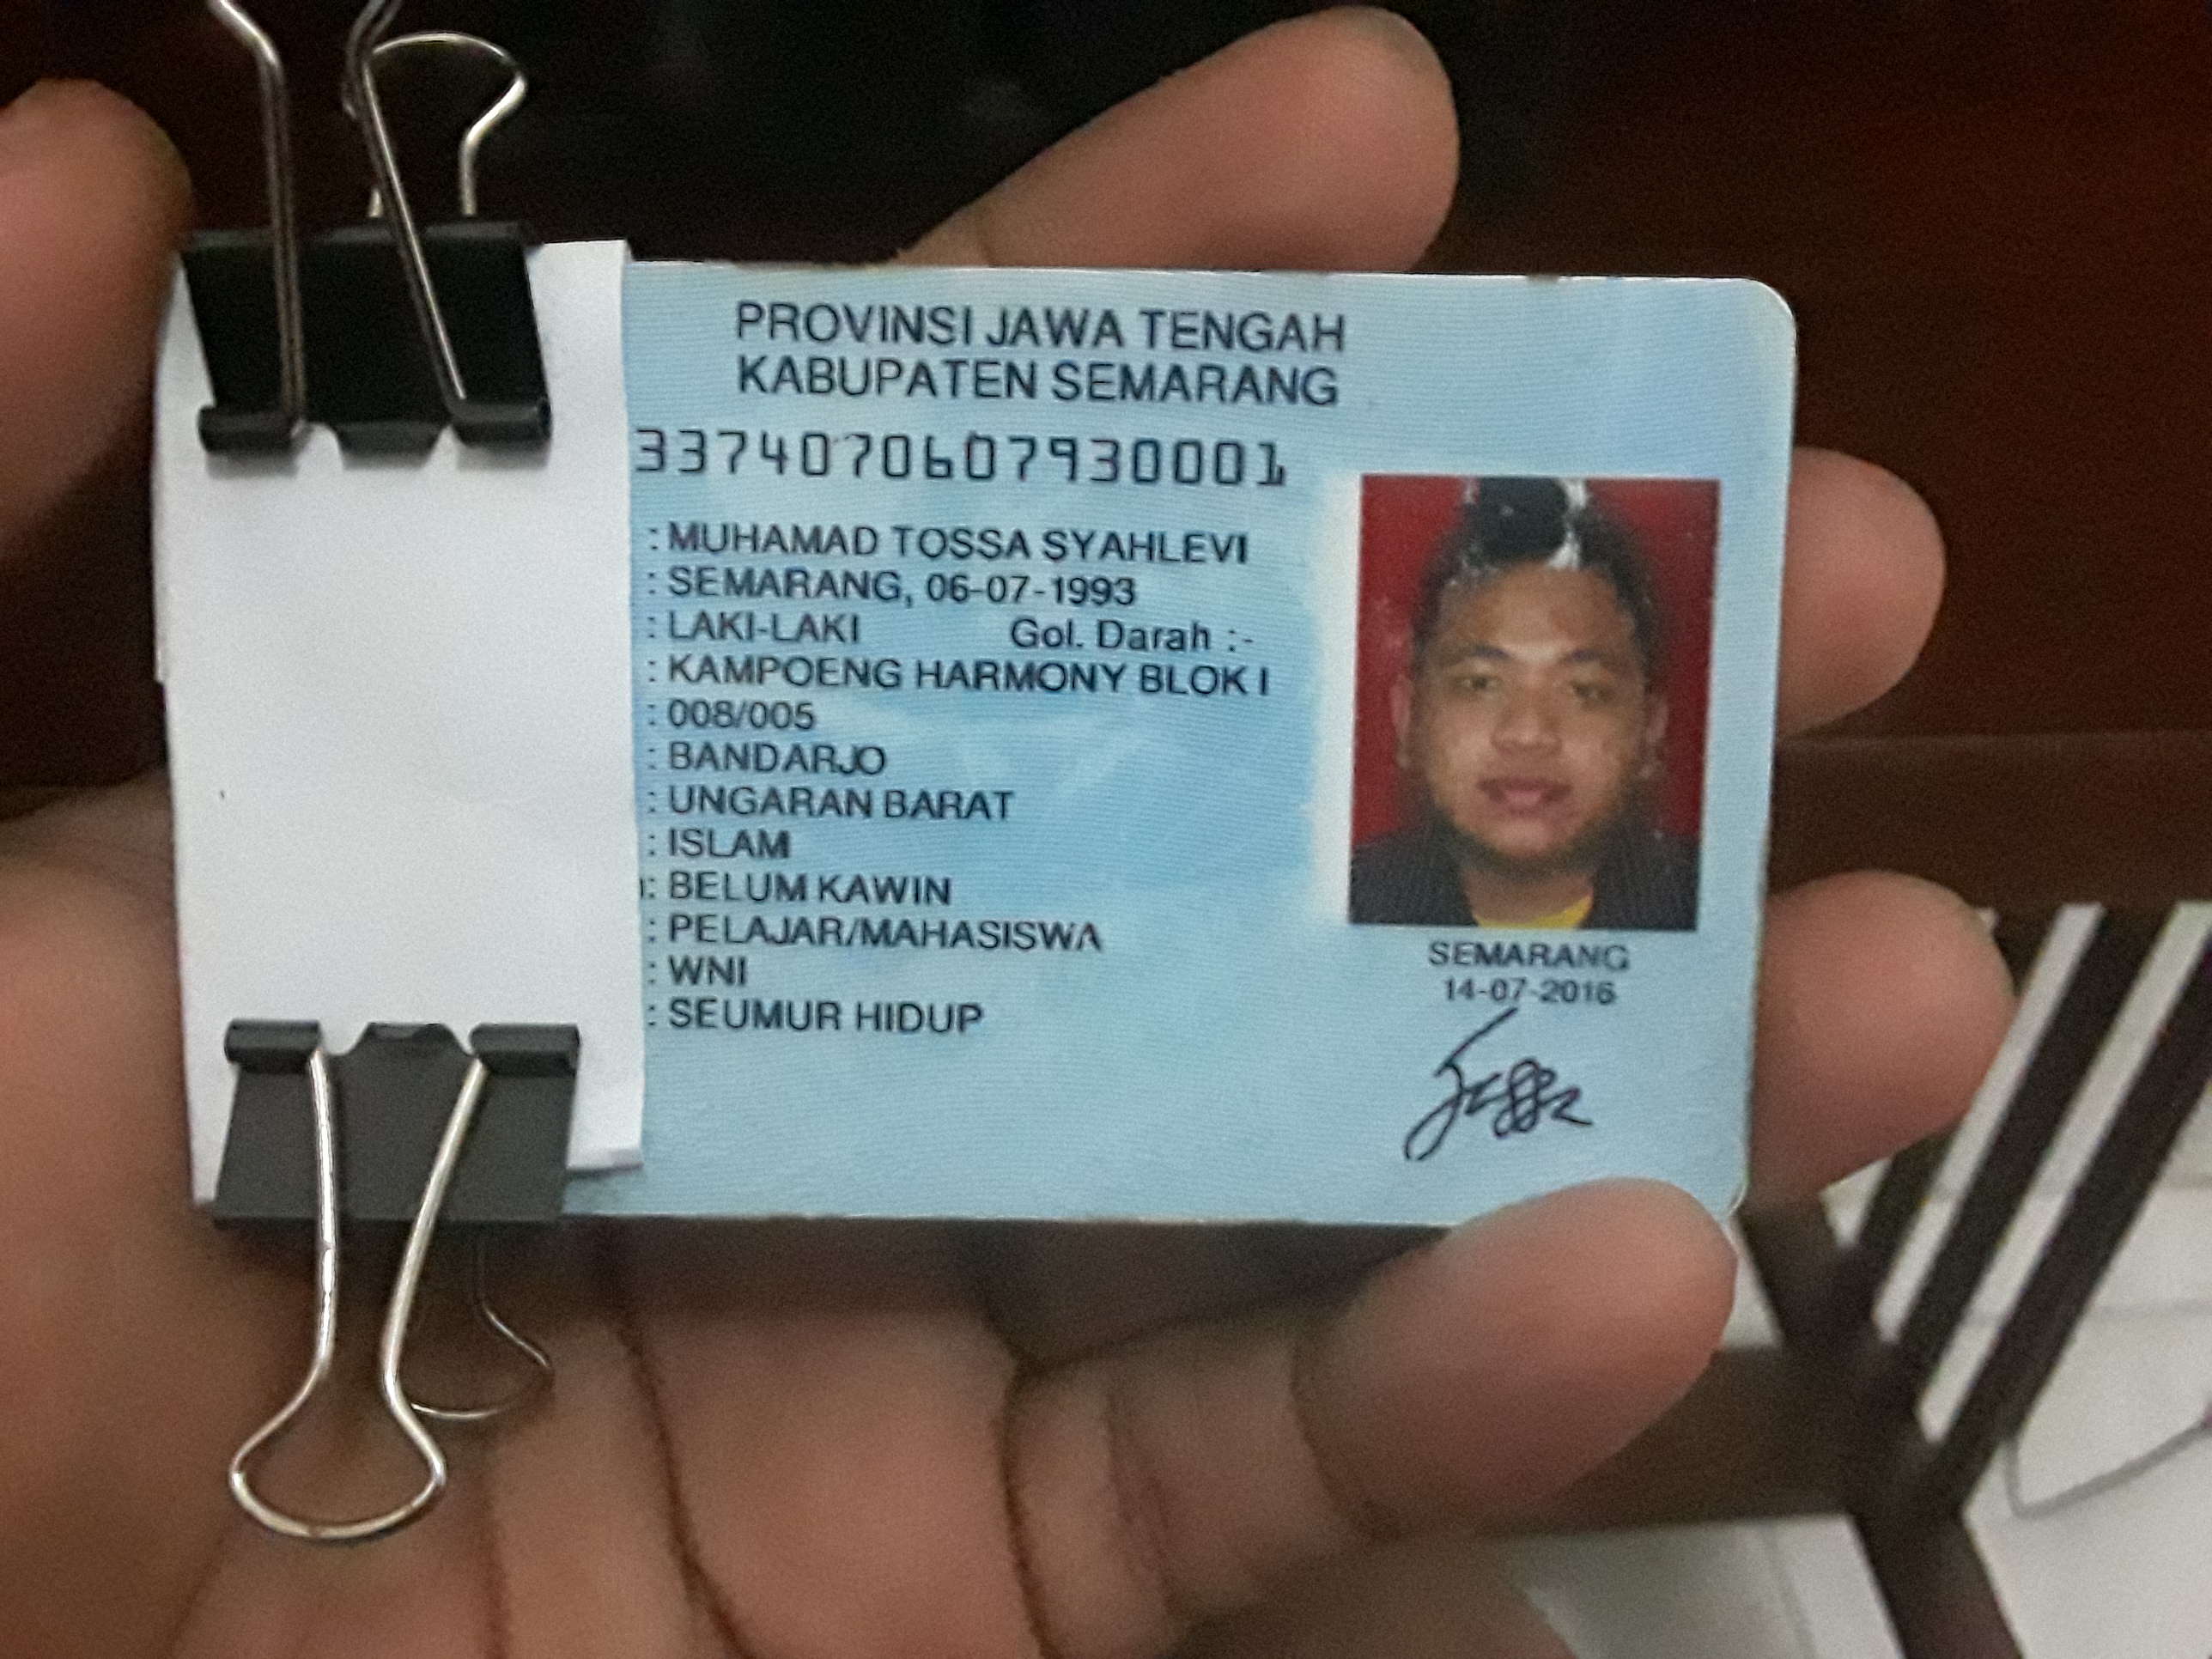 PROVINSI JAWA TENGAH
KABUPATEN SEMARANG
3374070607930001
: MUHAMAD TOSSA SYAHLEVI
: SEMARANG, 06-07-1993
: LAKI-LAKI Gol. Darah :-
: KAMPOENG HARMONY BLOK I
: 008/005
: BANDARJO
: UNGARAN BARAT
: ISLAM
: BELUM KAWIN
: PELAJAR/MAHASISWA
: WNI
: SEUMUR HIDUP
SEMARANG
14-07-2016